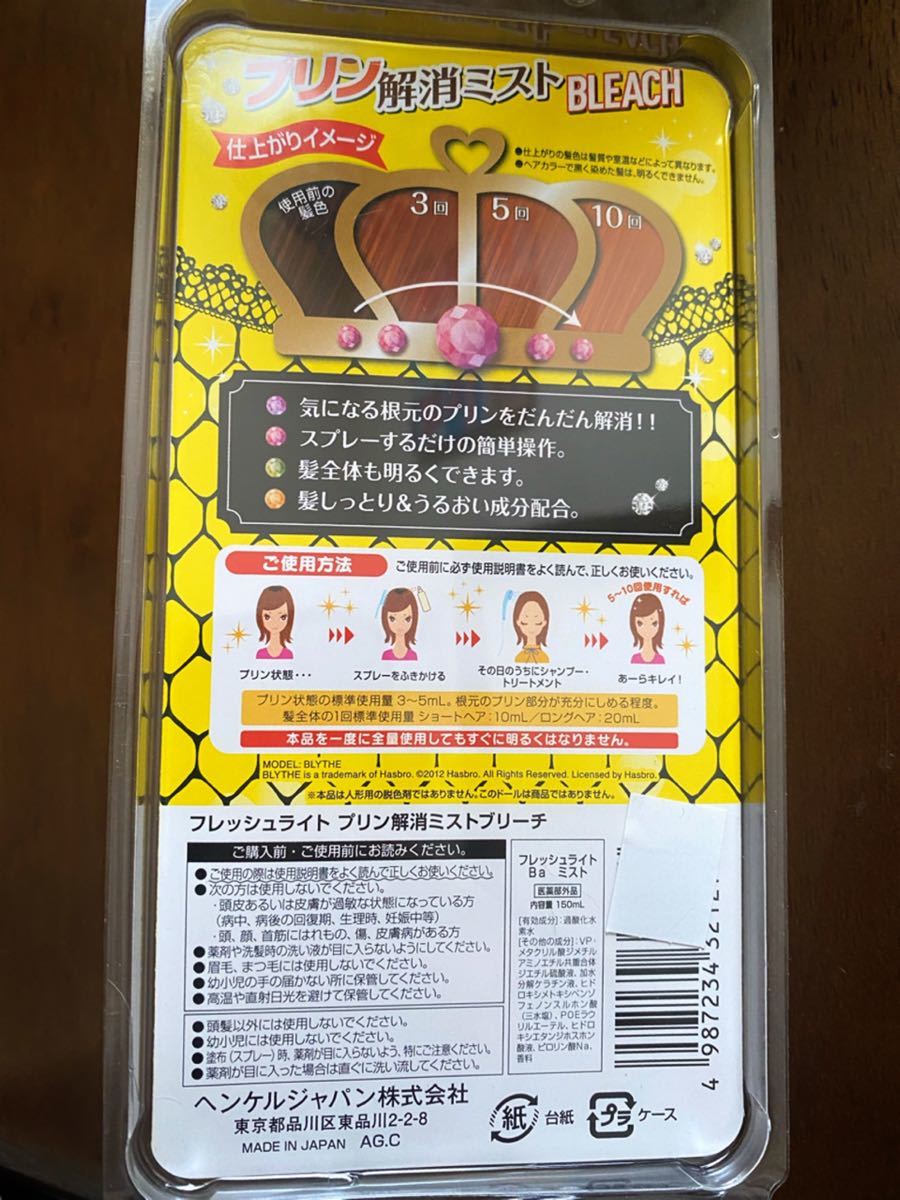 プリン解消ミスト BLEACH
仕上がりイメージ
●仕上がりの髪色は髪質や室温などによって異なります。
●ヘアカラーで黒く染めた髪は、明るくできません。
使用前の
髪色
3回
5回
10回
気になる根元のプリンをだんだん解消!!
スプレーするだけの簡単操作。
髪全体も明るくできます。
髪しっとり&うるおい成分配合。
ご使用方法
ご使用前に必ず使用説明書をよく読んで、正しくお使いください。
5〜10回使用すれば
プリン状態・・・
スプレーをふきかける
その日のうちにシャンプー・
トリートメント
あーらキレイ!
プリン状態の標準使用量 3〜5mL。根元のプリン部分が充分にしめる程度。
髪全体の1回標準使用量 ショートヘア:10mL/ロングヘア:20mL
本品を一度に全量使用してもすぐに明るくはなりません。
MODEL: BLYTHE
BLYTHE is a trademark of Hasbro. ©2012 Hasbro. All Rights Reserved. Licensed by Hasbro.
※本品は人形用の脱色剤ではありません。このドールは商品ではありません。
フレッシュライト プリン解消ミストブリーチ
ご購入前・ご使用前にお読みください。
●ご使用の際は使用説明書をよく読んで正しくお使いください。
●次の方は使用しないでください。
・頭皮あるいは皮膚が過敏な状態になっている方
(病中、病後の回復期、生理時、妊娠中等)
・頭、顔、首筋にはれもの、傷、皮膚病がある方
●薬剤や洗髪時の洗い液が目に入らないようにしてください。
●眉毛、まつ毛には使用しないでください。
●幼小児の手の届かない所に保管してください。
●高温や直射日光を避けて保管してください。
●頭髪以外には使用しないでください。
●幼小児には使用しないでください。
●塗布(スプレー)時、薬剤が目に入らないよう、特にご注意ください。
●薬剤が目に入った場合は直ぐに洗い流してください。
フレッシュライト
Ba ミスト
医薬部外品
内容量 150mL
[有効成分]:過酸化水
素水
[その他の成分]:VP・
メタクリル酸ジメチル
アミノエチル共重合体
ジエチル硫酸液、加水
分解ケラチン液、ヒド
ロキシメトキシベンゾ
フェノンスルホン酸
(三水塩)、POEラウ
リルエーテル、ヒドロ
キシエタンジホスホン
酸液、ピロリン酸Na、
香料
ヘンケルジャパン株式会社
東京都品川区東品川2-2-8
MADE IN JAPAN AG.C
紙 台紙
プラ ケース
4 987234